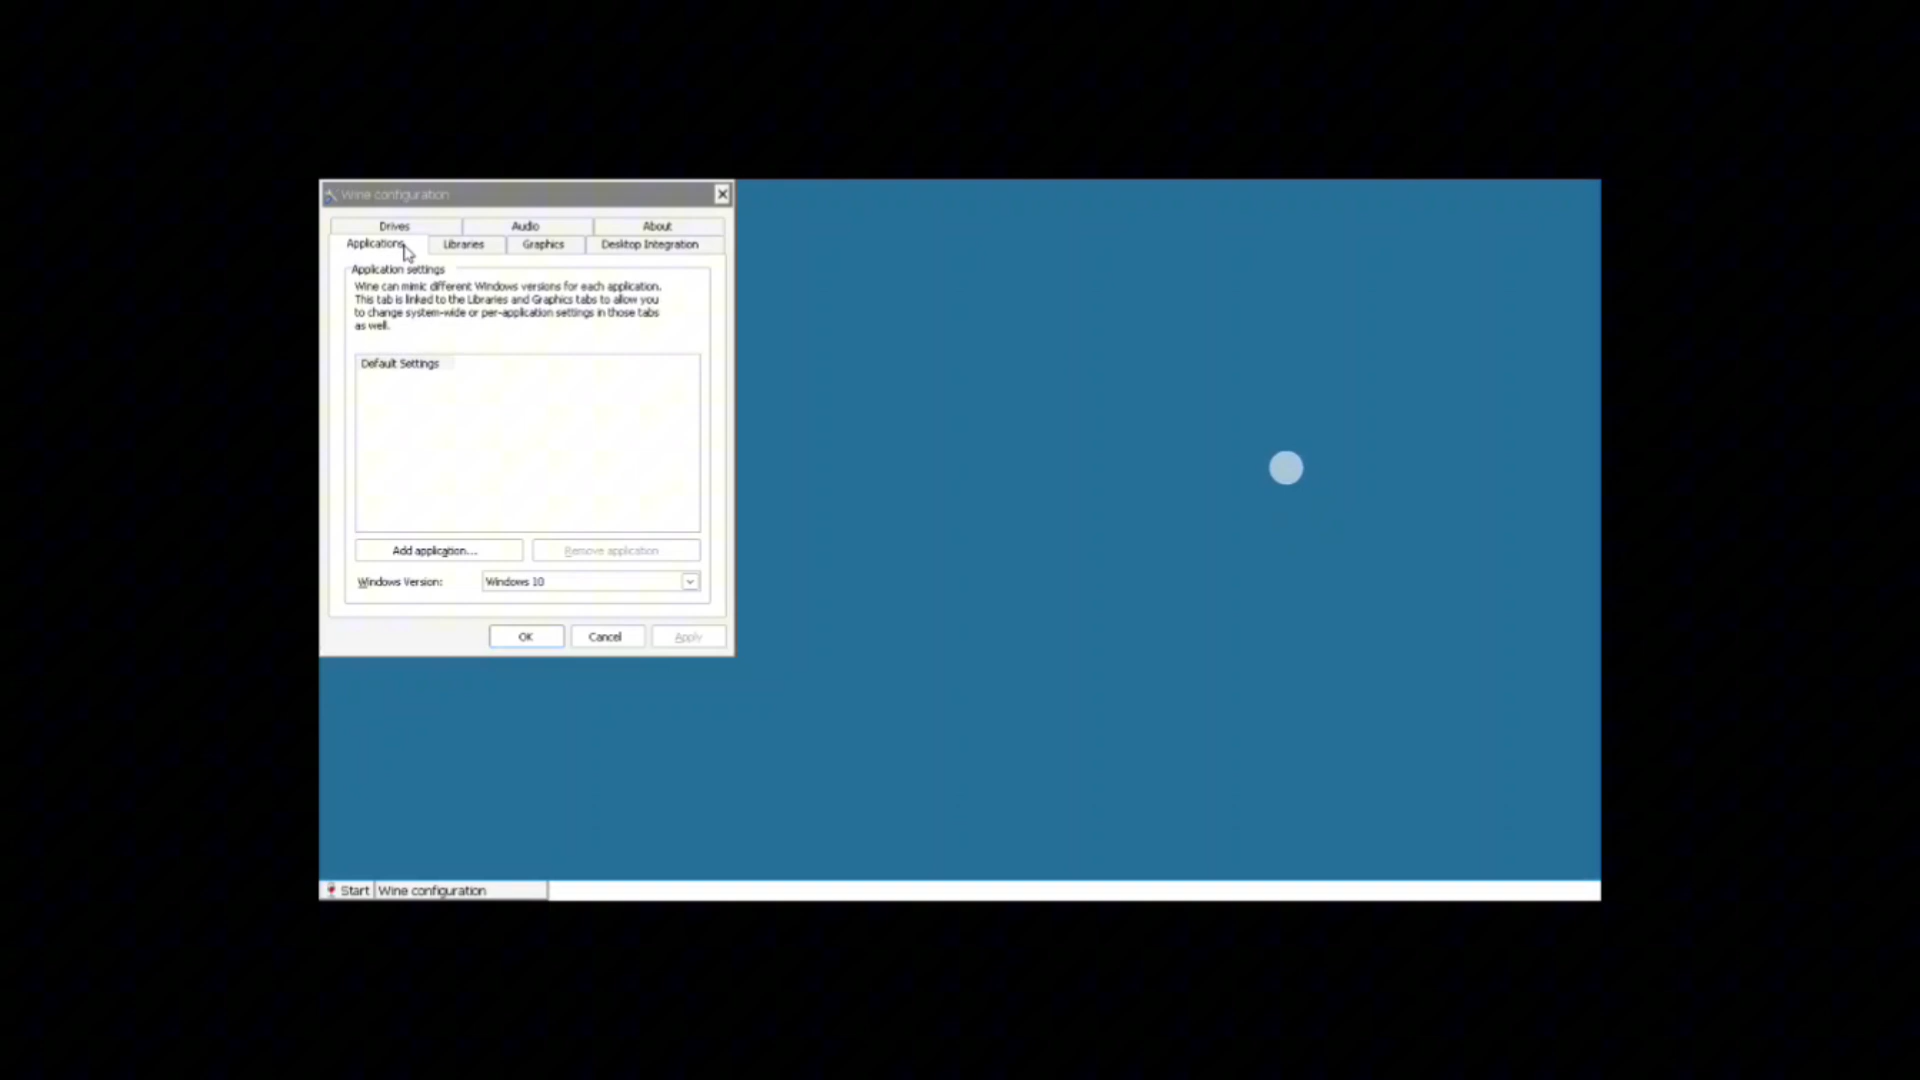 Wine configuration
Drives Audio About
Applications Libraries Graphics Desktop Integration
Application settings
Wine can mimic different Windows versions for each application.
This tab is linked to the Libraries and Graphics tabs to allow you
to change system-wide or per-application settings in those tabs
as well.
Default Settings
Add application... Remove application
Windows Version: Windows 10
OK Cancel Apply
Start Wine configuration